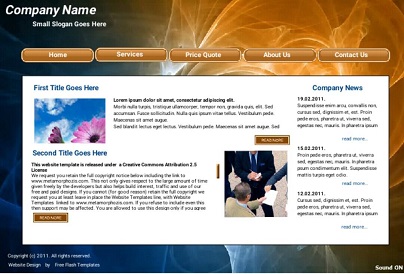 Company Name
Small Slogan Goes Here
Home
Services
Price Quote
About Us
Contact Us
First Title Goes Here
Lorem ipsum dolor sit amet, consectetur adipiscing elit.
Morbi nulla turpis, tristique ullamcorper, tempor non, gravida quis, elit. Sed
accumsan. Fusce sollicitudin. Nulla quis ipsum vitae tellus. Vestibulum pede.
Maecenas sit amet augue.
Sed blandit lectus eget lectus. Vestibulum pede. Maecenas sit amet augue. Sed
READ MORE
Second Title Goes Here
This website template is released under a Creative Commons Attribution 2.5
License
We request you retain the full copyright notice below including the link to
www.metamorphozis.com. This not only gives respect to the large amount of time
given freely by the developers but also helps build interest, traffic and use of our
free and paid designs. If you cannot (for good reason) retain the full copyright we
request you at least leave in place the Website Templates line, with Website
Templates linked to www.metamorphozis.com. If you refuse to include even this
then support may be affected. You are allowed to use this design only if you agree
READ MORE
Company News
19.02.2011.
Suspendisse enim arcu, convallis non,
cursus sed, dignissim et, est. Proin
pede eros, pharetra ut, viverra sed,
egestas nec, mauris. In pharetra ipsum
read more...
15.02.2011.
Proin pede eros, pharetra ut, viverra
sed, egestas nec, mauris. In pharetra
ipsum condimentum elit. Suspendisse
mattis turpis eget odio.
read more...
12.02.2011.
cursus sed, dignissim et, est. Proin
pede eros, pharetra ut, viverra sed,
egestas nec, mauris. In pharetra ipsum
read more...
Copyright (c) 2011. All rights reserved.
Website Design by Free Flash Templates
Sound ON